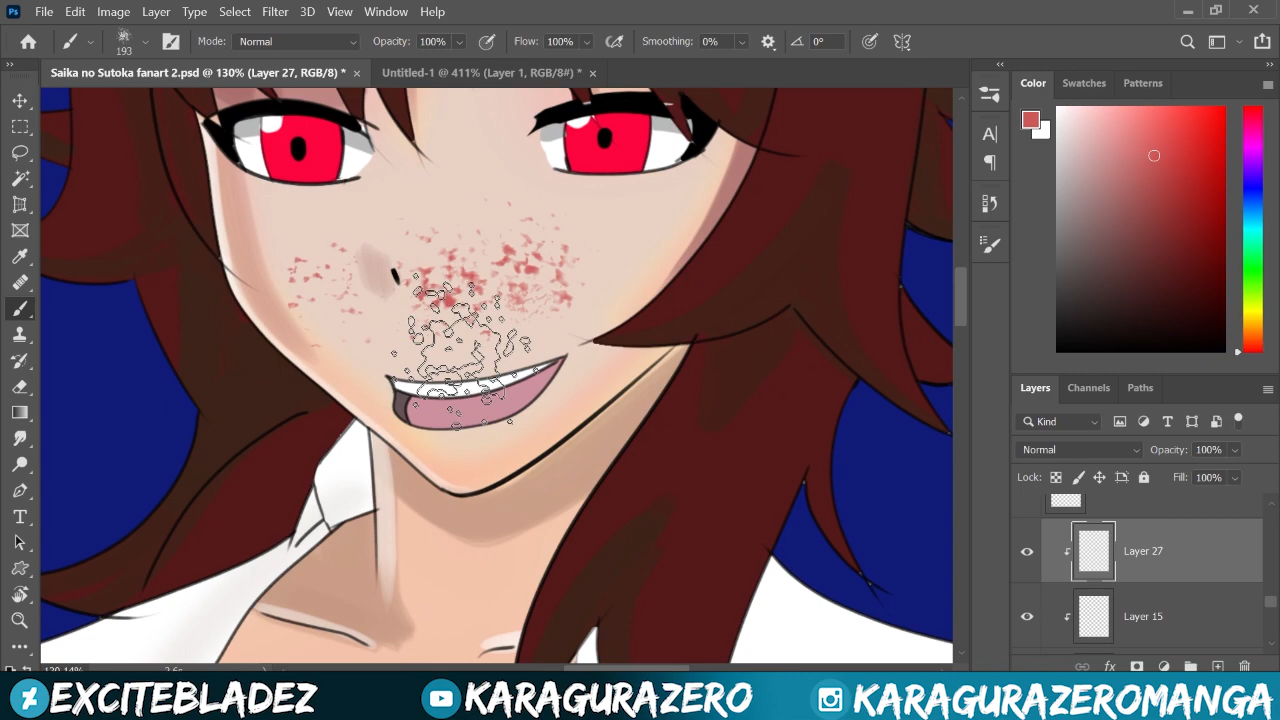 Ps File Edit Image Layer Type Select Filter 3D View Window Help
193 Mode: Normal Opacity: 100% Flow: 100% Smoothing: 0% 0°
Saika no Sutoka fanart 2.psd @ 130% (Layer 27, RGB/8) * × Untitled-1 @ 411% (Layer 1, RGB/8#) * ×
Color Swatches Patterns
Layers Channels Paths
Kind
Normal Opacity: 100%
Lock: Fill: 100%
Layer 27
Layer 15
fx
EXCITEBLADEZ KARAGURAZERO KARAGURAZEROMANGA